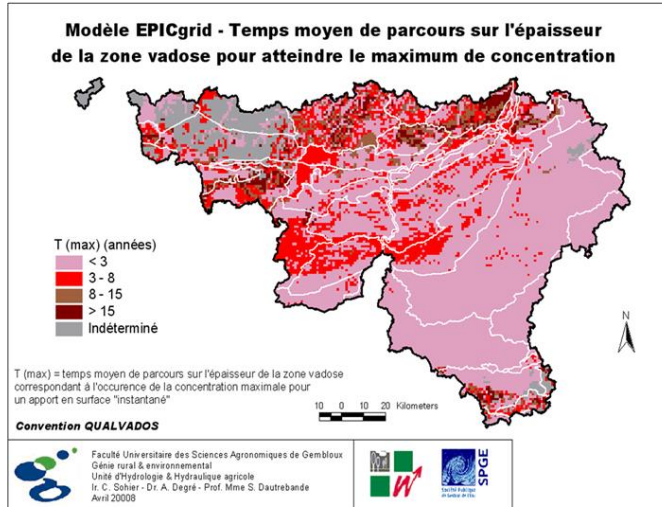 Modèle EPICgrid - Temps moyen de parcours sur l'épaisseur
de la zone vadose pour atteindre le maximum de concentration
T (max) (années)
< 3
3 - 8
8 - 15
> 15
Indéterminé
N
T (max) = temps moyen de parcours sur l'épaisseur de la zone vadose
correspondant à l'occurence de la concentration maximale pour
un apport en surface "instantané"
10 0 10 20 Kilometers
Convention QUALVADOS
Faculté Universitaire des Sciences Agronomiques de Gembloux
Génie rural & environnemental
Unité d'Hydrologie & Hydraulique agricole
Ir. C. Sohier - Dr. A. Degré - Prof. Mme S. Dautrebande
Avril 20008
SPGE